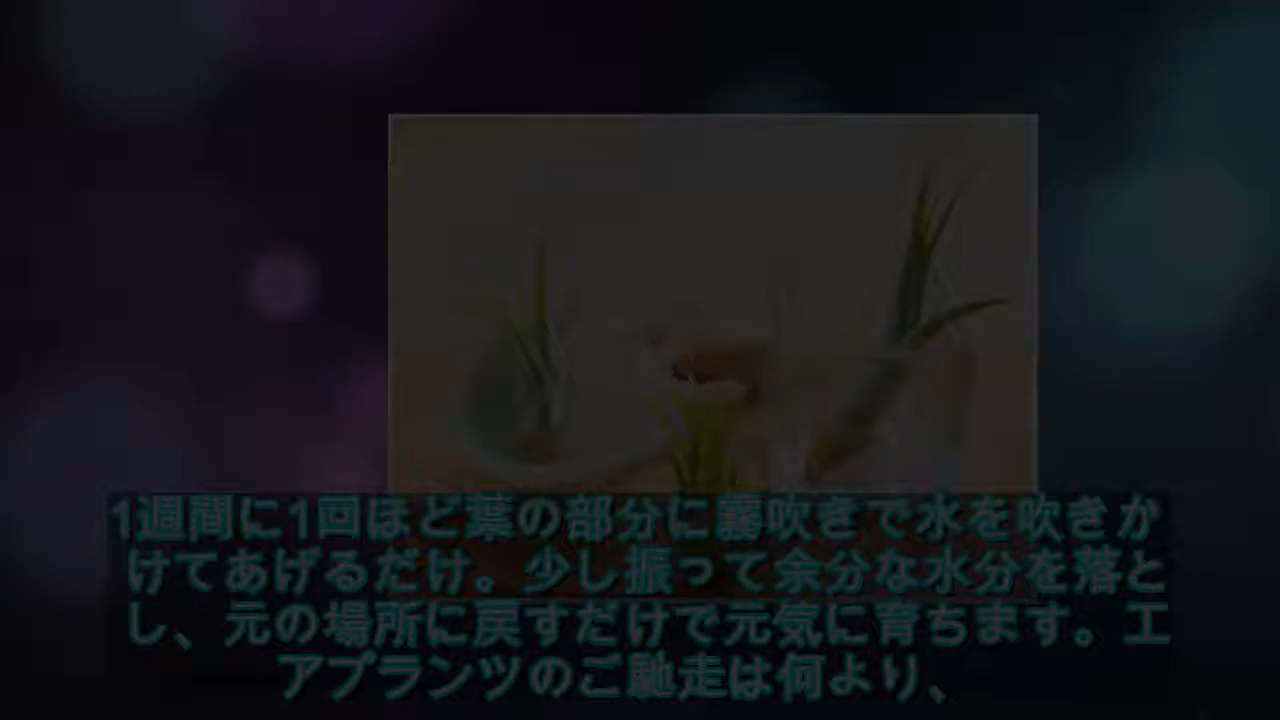 1週間に1回ほど葉の部分に霧吹きで水を吹きか
けてあげるだけ。少し振って余分な水分を落と
し、元の場所に戻すだけで元気に育ちます。エ
アプランツのご馳走は何より、